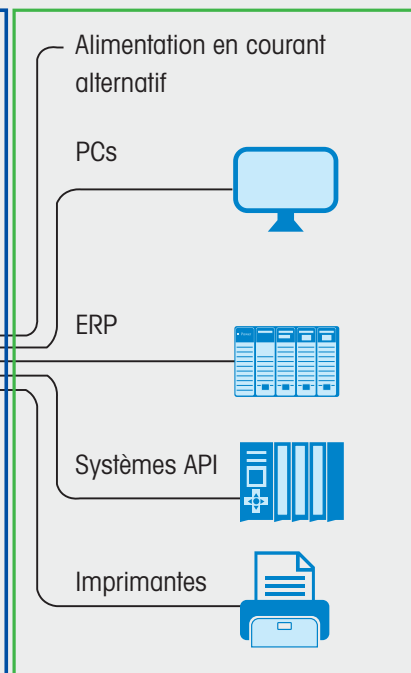 Alimentation en courant
alternatif
PCs
ERP
Systèmes API
Imprimantes